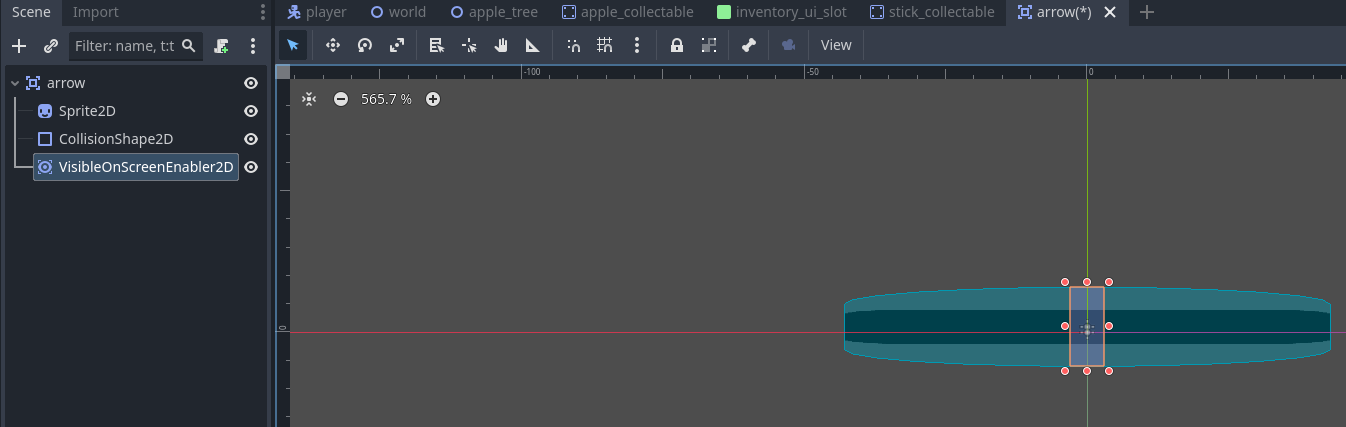 Scene Import
player world apple_tree apple_collectable inventory_ui_slot stick_collectable arrow(*)
Filter: name, t:t
View
arrow
Sprite2D
CollisionShape2D
VisibleOnScreenEnabler2D
-100 -50 0
565.7 %
0